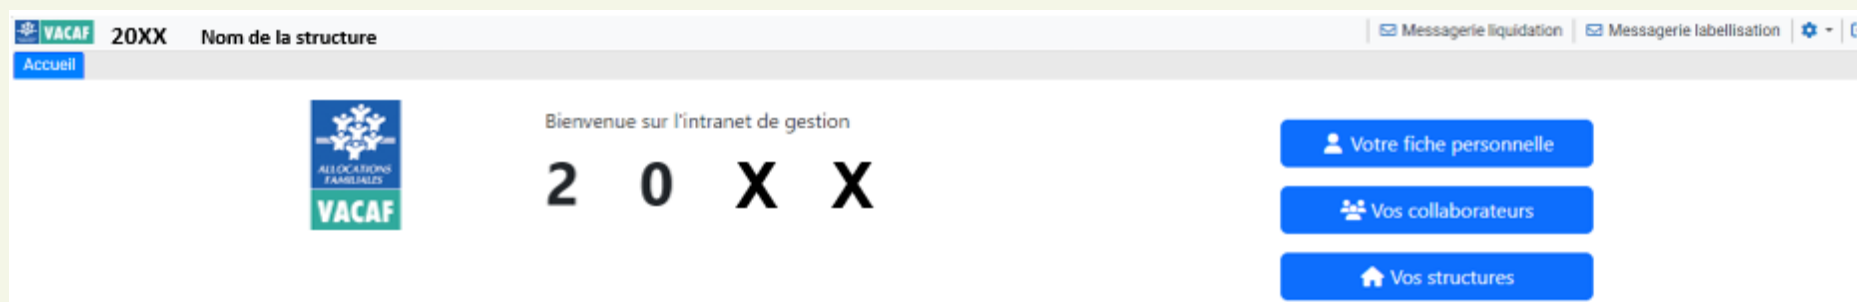 VACAF 20XX Nom de la structure Messagerie liquidation Messagerie labellisation
Accueil
ALLOCATIONS
FAMILIALES
VACAF
Bienvenue sur l'intranet de gestion
2 0 X X
Votre fiche personnelle
Vos collaborateurs
Vos structures